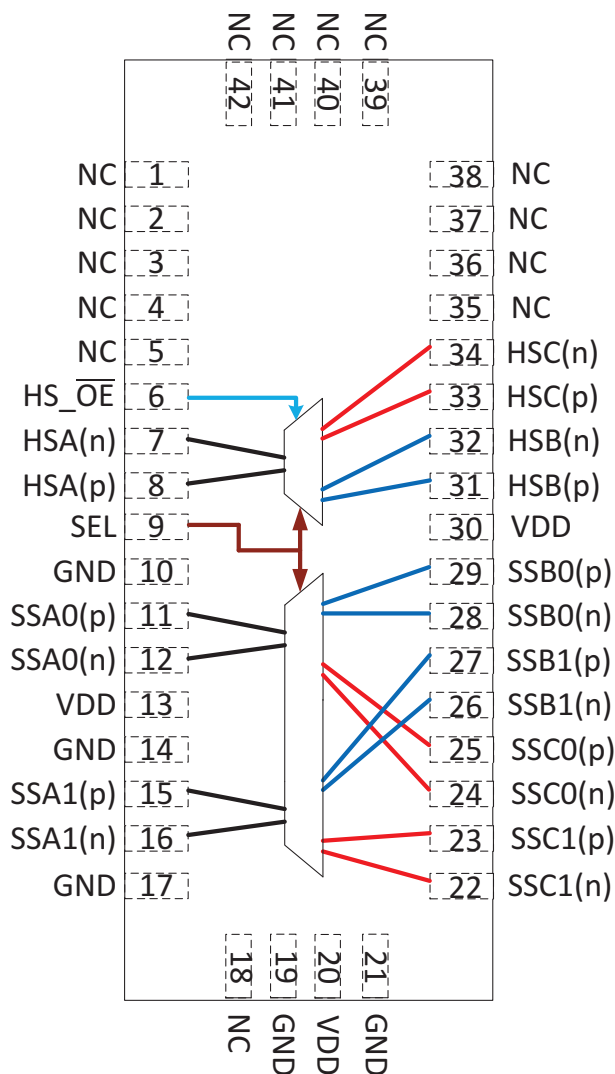 NC NC NC NC
42 41 40 39
NC 1 38 NC
NC 2 37 NC
NC 3 36 NC
NC 4 35 NC
NC 5 34 HSC(n)
HS_O̅E̅ 6 33 HSC(p)
HSA(n) 7 32 HSB(n)
HSA(p) 8 31 HSB(p)
SEL 9 30 VDD
GND 10 29 SSB0(p)
SSA0(p) 11 28 SSB0(n)
SSA0(n) 12 27 SSB1(p)
VDD 13 26 SSB1(n)
GND 14 25 SSC0(p)
SSA1(p) 15 24 SSC0(n)
SSA1(n) 16 23 SSC1(p)
GND 17 22 SSC1(n)
18 19 20 21
NC GND VDD GND